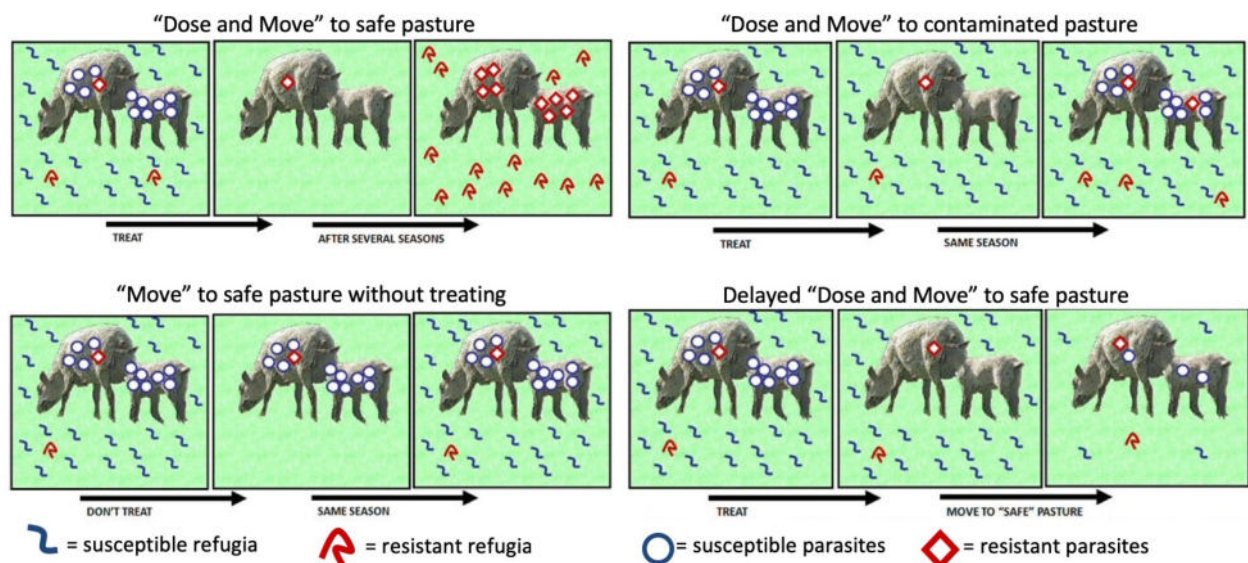 “Dose and Move” to safe pasture
“Dose and Move” to contaminated pasture
TREAT
AFTER SEVERAL SEASONS
TREAT
SAME SEASON
“Move” to safe pasture without treating
Delayed “Dose and Move” to safe pasture
DON'T TREAT
SAME SEASON
TREAT
MOVE TO “SAFE” PASTURE
= susceptible refugia
= resistant refugia
= susceptible parasites
= resistant parasites